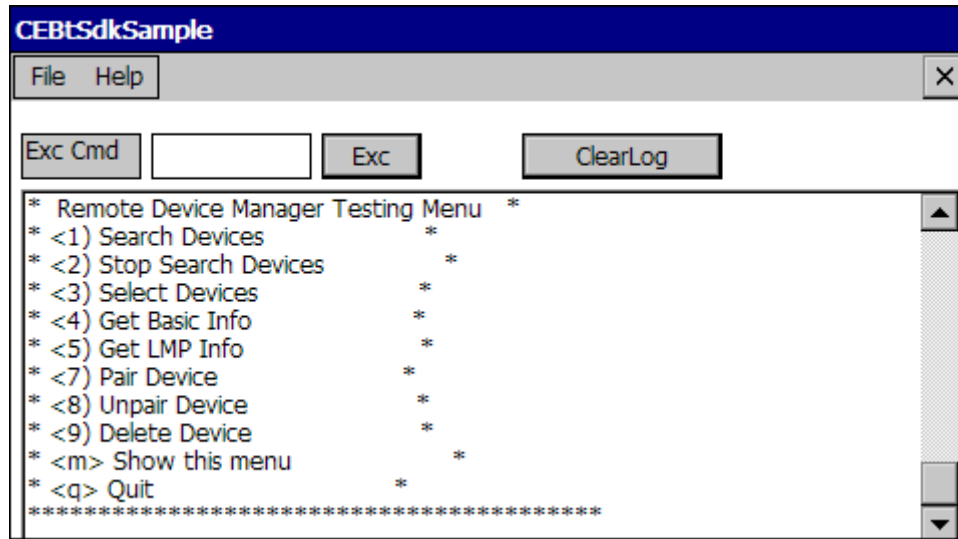 CEBtSdkSample
File Help
Exc Cmd Exc ClearLog
* Remote Device Manager Testing Menu *
* <1) Search Devices *
* <2) Stop Search Devices *
* <3) Select Devices *
* <4) Get Basic Info *
* <5) Get LMP Info *
* <7) Pair Device *
* <8) Unpair Device *
* <9) Delete Device *
* <m> Show this menu *
* <q> Quit *
*****************************************